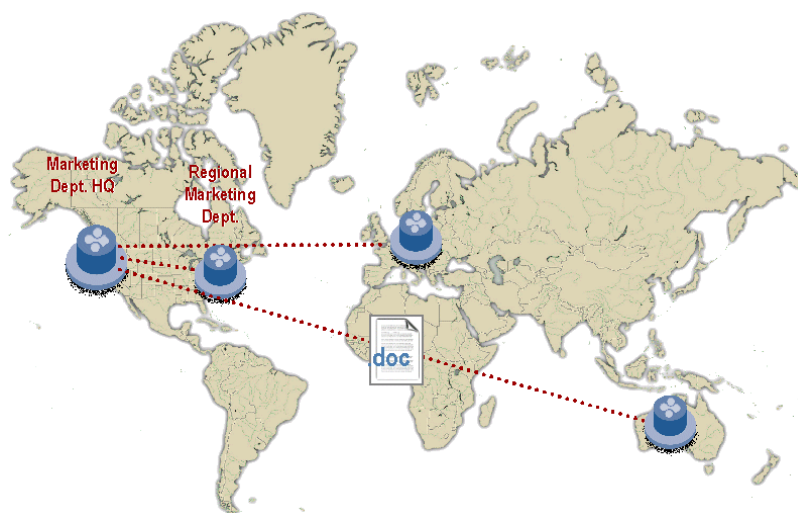 Marketing
Dept. HQ
Regional
Marketing
Dept.
.doc